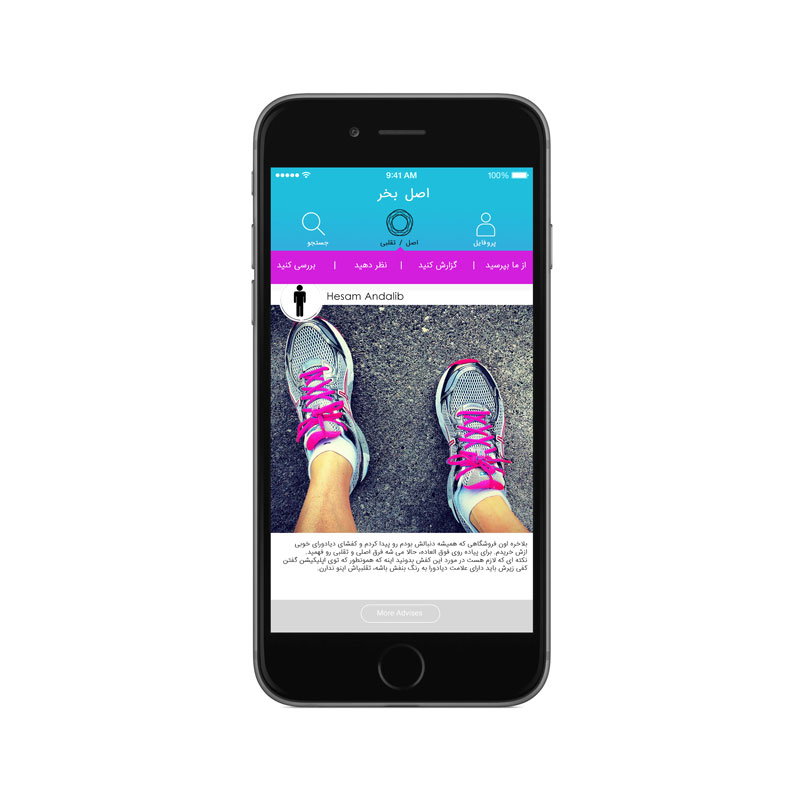 9:41 AM
100%
اصل بخر
پروفایل
اصل / تقلبی
جستجو
از ما بپرسید | گزارش کنید | نظر دهید | بررسی کنید
Hesam Andalib
بلاخره اون فروشگاهی که همیشه دنبالش بودم رو پیدا کردم و کفشای دیادورای خوبی
ازش خریدم. برای پیاده روی فوق العاده، حالا می شه فرق اصلی و تقلبی رو فهمید.
نکته ای که لازم هست در مورد این کفش بدونید اینه که همونطور که توی اپلیکیشن گفتن
کفی زیرش باید دارای علامت دیادورا به رنگ بنفش باشه، تقلبیاش اینو ندارن.
More Advises